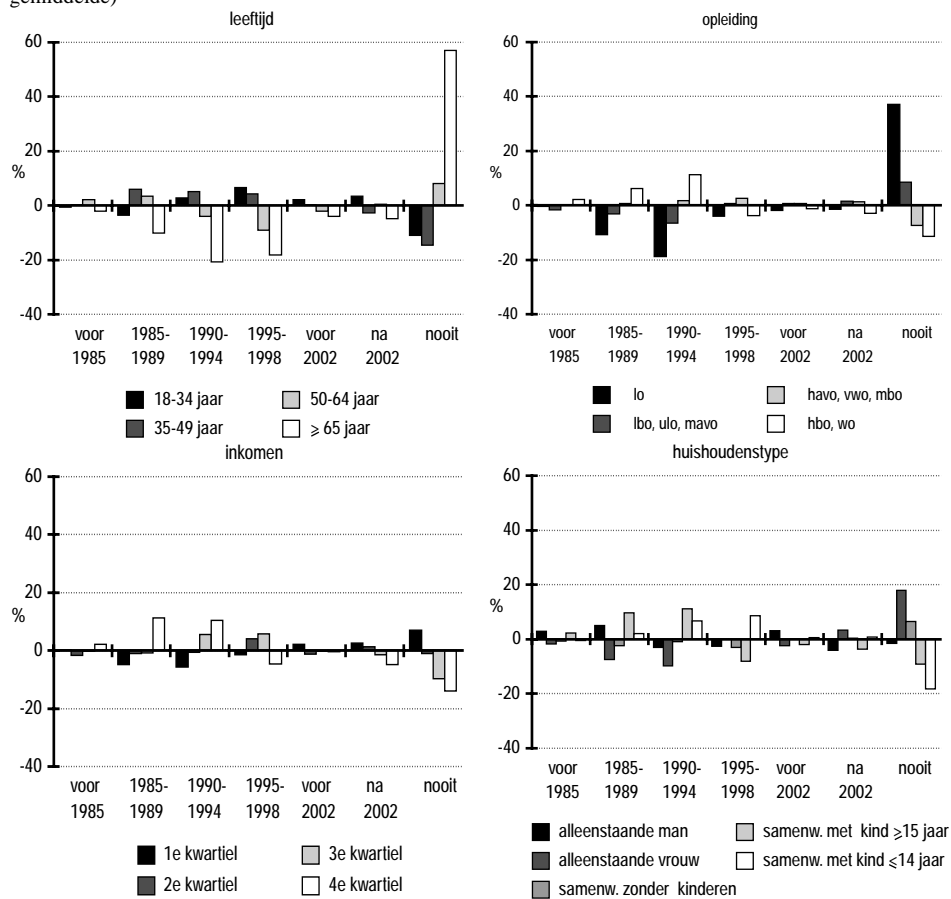 gemiddelde)
leeftijd
60
40
20
%
0
-20
-40
voor 1985- 1990- 1995- voor na nooit
1985 1989 1994 1998 2002 2002
18-34 jaar 50-64 jaar
35-49 jaar ⩾ 65 jaar
opleiding
60
40
20
%
0
-20
-40
voor 1985- 1990- 1995- voor na nooit
1985 1989 1994 1998 2002 2002
lo havo, vwo, mbo
lbo, ulo, mavo hbo, wo
inkomen
60
40
20
%
0
-20
-40
voor 1985- 1990- 1995- voor na nooit
1985 1989 1994 1998 2002 2002
1e kwartiel 3e kwartiel
2e kwartiel 4e kwartiel
huishoudenstype
60
40
20
%
0
-20
-40
voor 1985- 1990- 1995- voor na nooit
1985 1989 1994 1998 2002 2002
alleenstaande man samenw. met kind ⩾15 jaar
alleenstaande vrouw samenw. met kind ⩽14 jaar
samenw. zonder kinderen